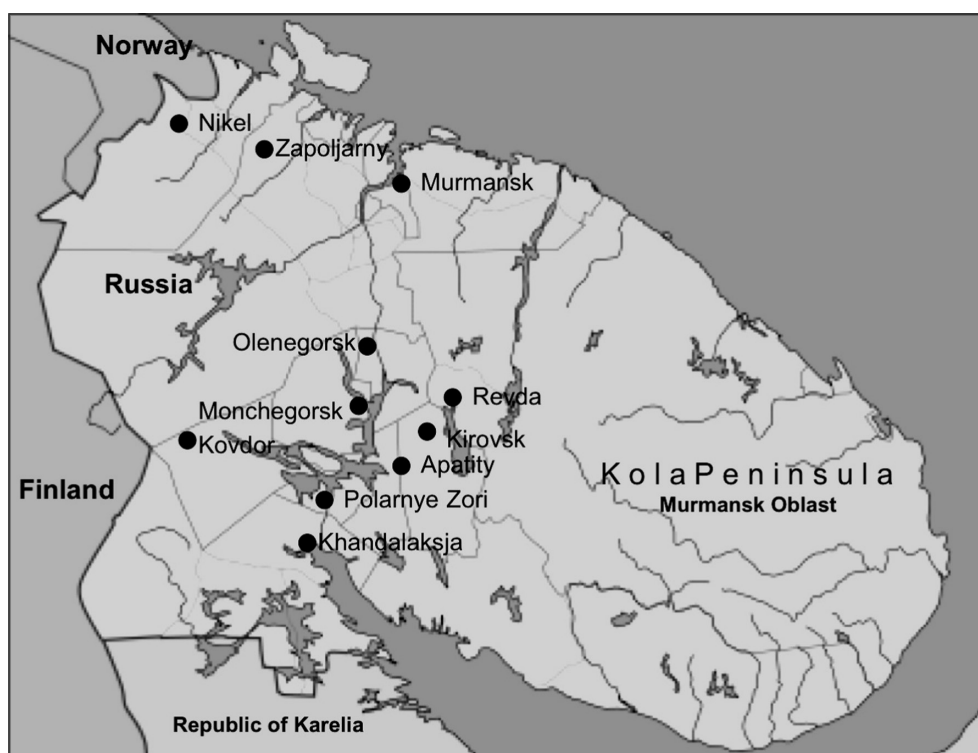 Norway
Nikel
Zapoljarny
Murmansk
Russia
Olenegorsk
Revda
Monchegorsk
Kirovsk
Kovdor
Apatity
KolaPeninsula
Murmansk Oblast
Finland
Polarnye Zori
Khandalaksja
Republic of Karelia